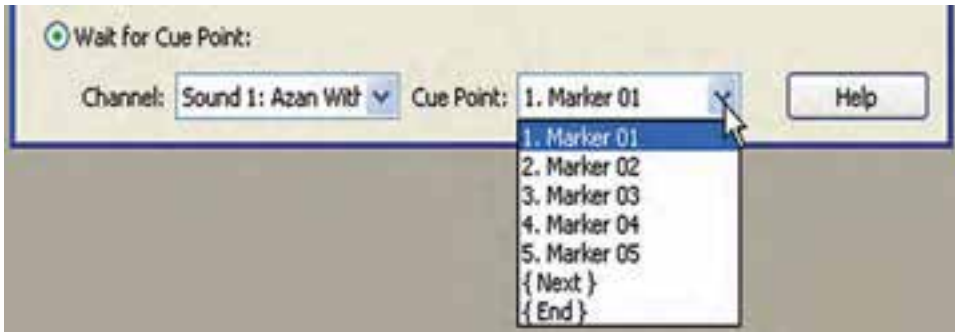 Wait for Cue Point:
Channel: Sound 1: Azan With Cue Point: 1. Marker 01 Help
1. Marker 01
2. Marker 02
3. Marker 03
4. Marker 04
5. Marker 05
{ Next }
{ End }